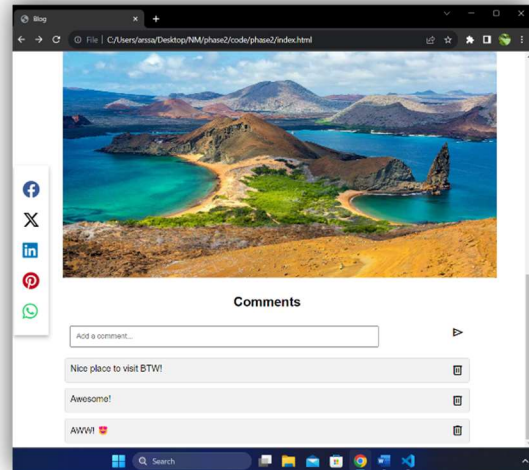 Blog
File C:/Users/arssa/Desktop/NM/phase2/code/phase2/index.html
Comments
Add a comment...
Nice place to visit BTW!
Awesome!
AWW! 😍
Search